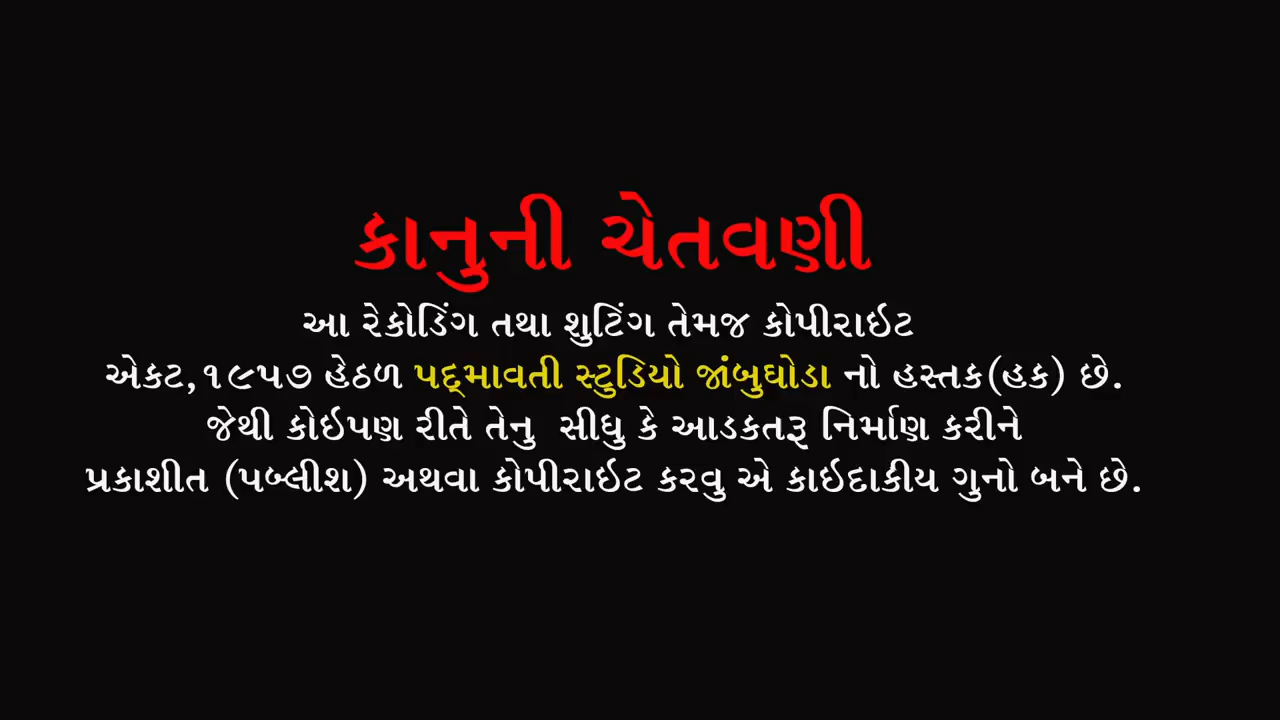 કાનુની ચેતવણી
આ રેકોડિંગ તથા શુટિંગ તેમજ કોપીરાઇટ
એકટ,૧૯૫૭ હેઠળ પદ્માવતી સ્ટુડિયો જાંબુઘોડા નો હસ્તક(હક) છે.
જેથી કોઇપણ રીતે તેનુ સીધુ કે આડકતરૂ નિર્માણ કરીને
પ્રકાશીત (પબ્લીશ) અથવા કોપીરાઇટ કરવુ એ કાઇદાકીય ગુનો બને છે.